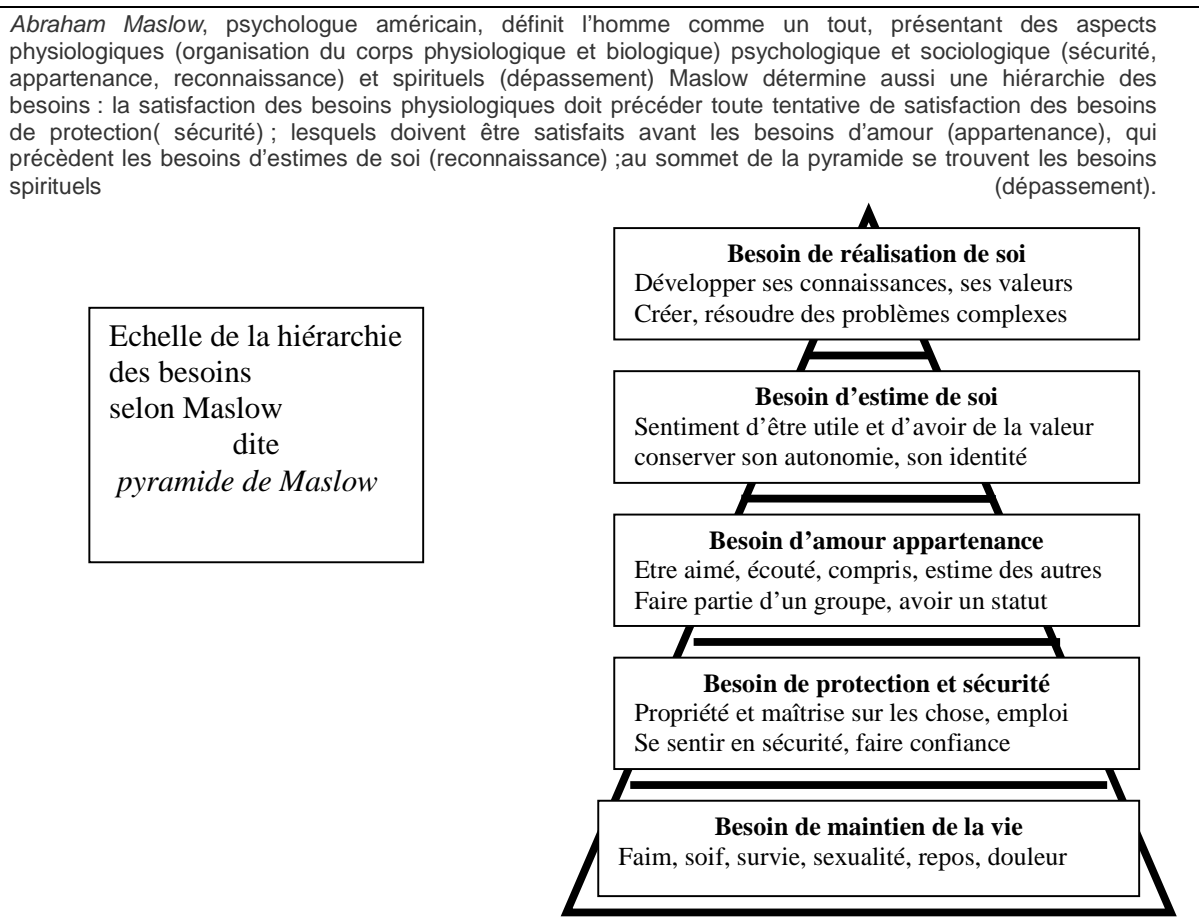 Abraham Maslow, psychologue américain, définit l’homme comme un tout, présentant des aspects
physiologiques (organisation du corps physiologique et biologique) psychologique et sociologique (sécurité,
appartenance, reconnaissance) et spirituels (dépassement) Maslow détermine aussi une hiérarchie des
besoins : la satisfaction des besoins physiologiques doit précéder toute tentative de satisfaction des besoins
de protection( sécurité) ; lesquels doivent être satisfaits avant les besoins d’amour (appartenance), qui
précèdent les besoins d’estimes de soi (reconnaissance) ;au sommet de la pyramide se trouvent les besoins
spirituels (dépassement).
Echelle de la hiérarchie
des besoins
selon Maslow
dite
pyramide de Maslow
Besoin de réalisation de soi
Développer ses connaissances, ses valeurs
Créer, résoudre des problèmes complexes
Besoin d’estime de soi
Sentiment d’être utile et d’avoir de la valeur
conserver son autonomie, son identité
Besoin d’amour appartenance
Etre aimé, écouté, compris, estime des autres
Faire partie d’un groupe, avoir un statut
Besoin de protection et sécurité
Propriété et maîtrise sur les chose, emploi
Se sentir en sécurité, faire confiance
Besoin de maintien de la vie
Faim, soif, survie, sexualité, repos, douleur